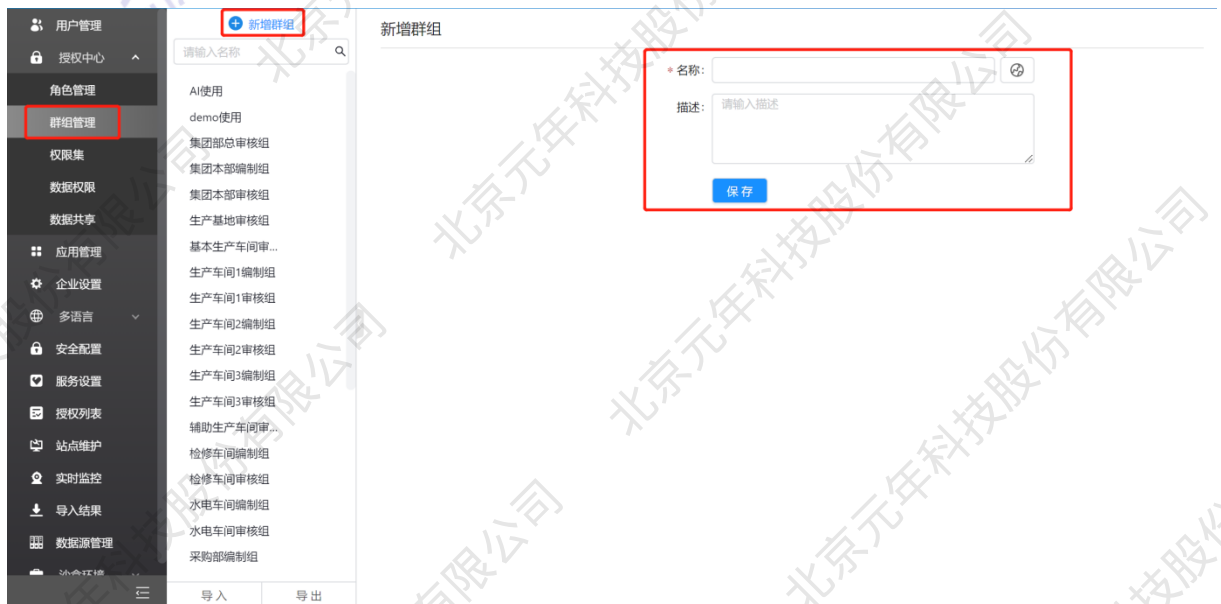 用户管理
授权中心
角色管理
群组管理
权限集
数据权限
数据共享
应用管理
企业设置
多语言
安全配置
服务设置
授权列表
站点维护
实时监控
导入结果
数据源管理
沙盒环境
新增群组
请输入名称
AI使用
demo使用
集团部总审核组
集团本部编制组
集团本部审核组
生产基地审核组
基本生产车间审...
生产车间1编制组
生产车间1审核组
生产车间2编制组
生产车间2审核组
生产车间3编制组
生产车间3审核组
辅助生产车间审...
检修车间编制组
检修车间审核组
水电车间编制组
水电车间审核组
采购部编制组
导入
导出
新增群组
* 名称:
描述:
请输入描述
保存
北京元年科技股份有限公司